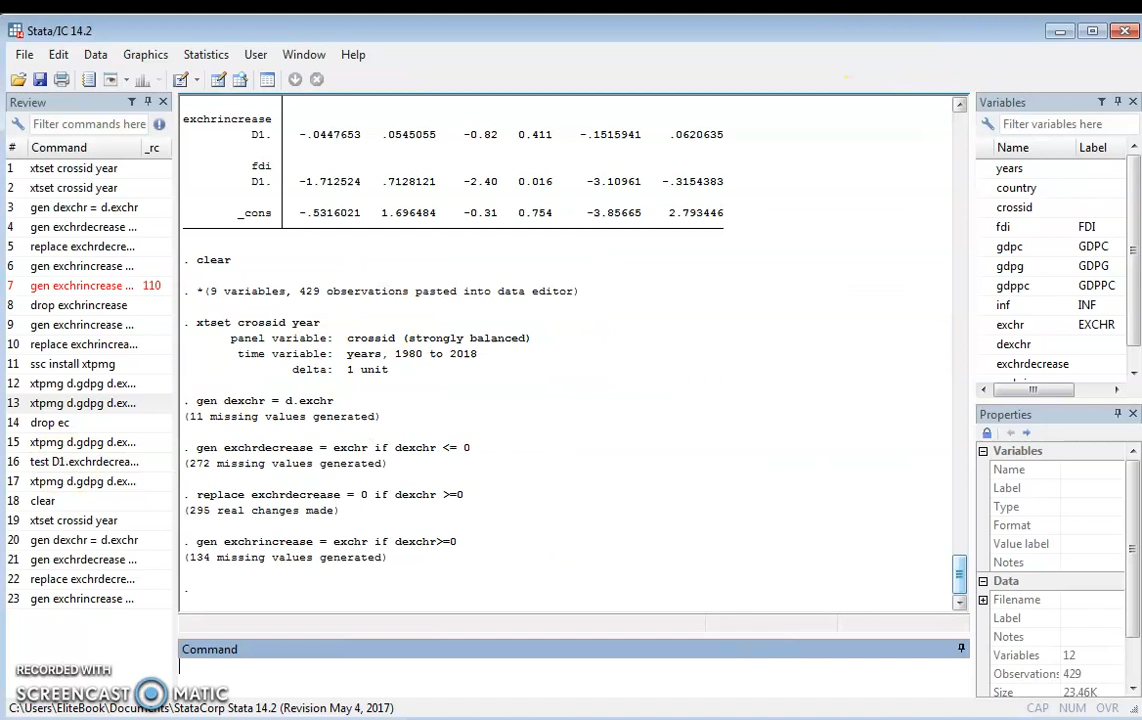 Stata/IC 14.2
File Edit Data Graphics Statistics User Window Help
Review
Filter commands here
# Command _rc
1 xtset crossid year
2 xtset crossid year
3 gen dexchr = d.exchr
4 gen exchrdecrease ...
5 replace exchrdecre...
6 gen exchrincrease ...
7 gen exchrincrease ... 110
8 drop exchrincrease
9 gen exchrincrease ...
10 replace exchrincrea...
11 ssc install xtpmg
12 xtpmg d.gdpg d.ex...
13 xtpmg d.gdpg d.ex...
14 drop ec
15 xtpmg d.gdpg d.ex...
16 test D1.exchrdecrea...
17 xtpmg d.gdpg d.ex...
18 clear
19 xtset crossid year
20 gen dexchr = d.exchr
21 gen exchrdecrease ...
22 replace exchrdecre...
23 gen exchrincrease ...
exchrincrease
D1. -.0447653 .0545055 -0.82 0.411 -.1515941 .0620635
fdi
D1. -1.712524 .7128121 -2.40 0.016 -3.10961 -.3154383
_cons -.5316021 1.696484 -0.31 0.754 -3.85665 2.793446
. clear
. *(9 variables, 429 observations pasted into data editor)
. xtset crossid year
panel variable: crossid (strongly balanced)
time variable: years, 1980 to 2018
delta: 1 unit
. gen dexchr = d.exchr
(11 missing values generated)
. gen exchrdecrease = exchr if dexchr <= 0
(272 missing values generated)
. replace exchrdecrease = 0 if dexchr >=0
(295 real changes made)
. gen exchrincrease = exchr if dexchr>=0
(134 missing values generated)
.
Command
Variables
Filter variables here
Name Label
years
country
crossid
fdi FDI
gdpc GDPC
gdpg GDPG
gdppc GDPPC
inf INF
exchr EXCHR
dexchr
exchrdecrease
Properties
Variables
Name
Label
Type
Format
Value label
Notes
Data
Filename
Label
Notes
Variables 12
Observations 429
Size 23.46K
RECORDED WITH
SCREENCAST MATIC
C:\Users\EliteBook\Documents\StataCorp Stata 14.2 (Revision May 4, 2017)
CAP NUM OVR